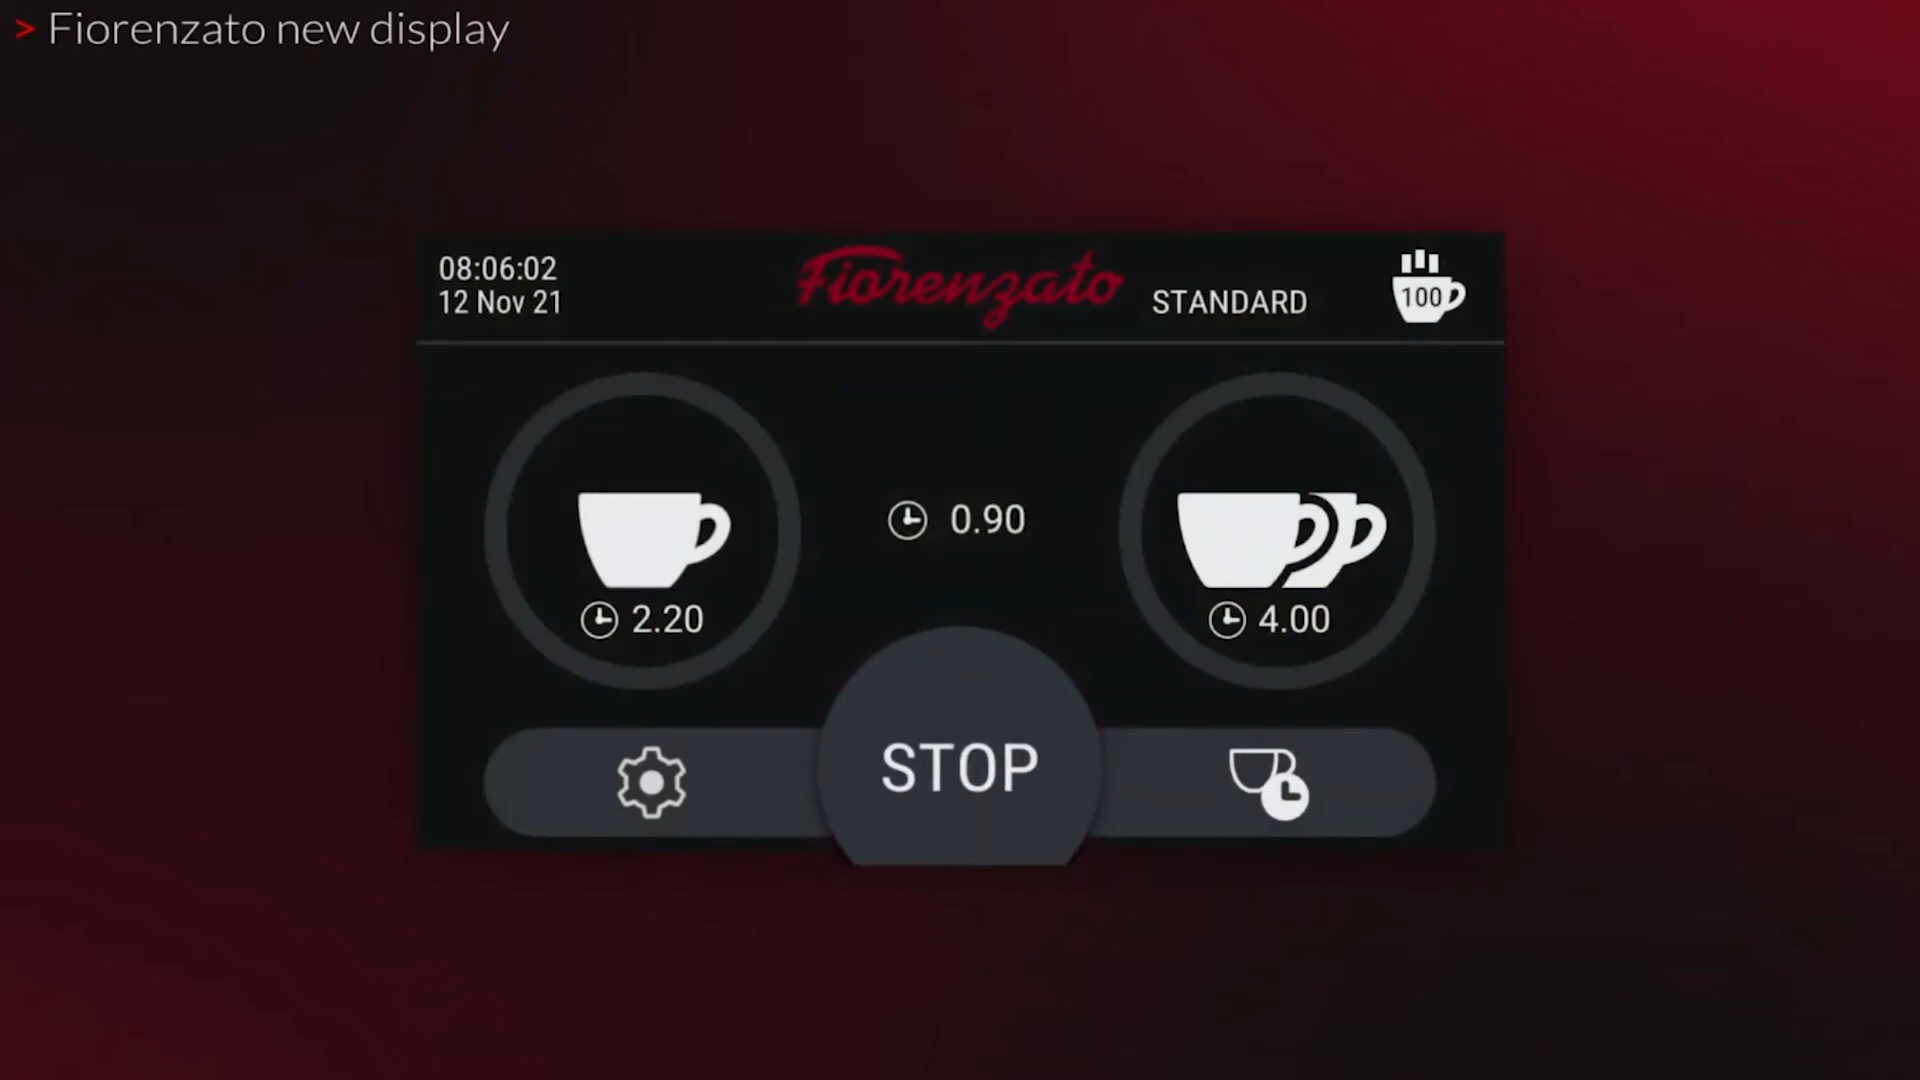 > Fiorenzato new display
08:06:02
12 Nov 21
Fiorenzato
STANDARD
100
0.90
2.20
4.00
STOP